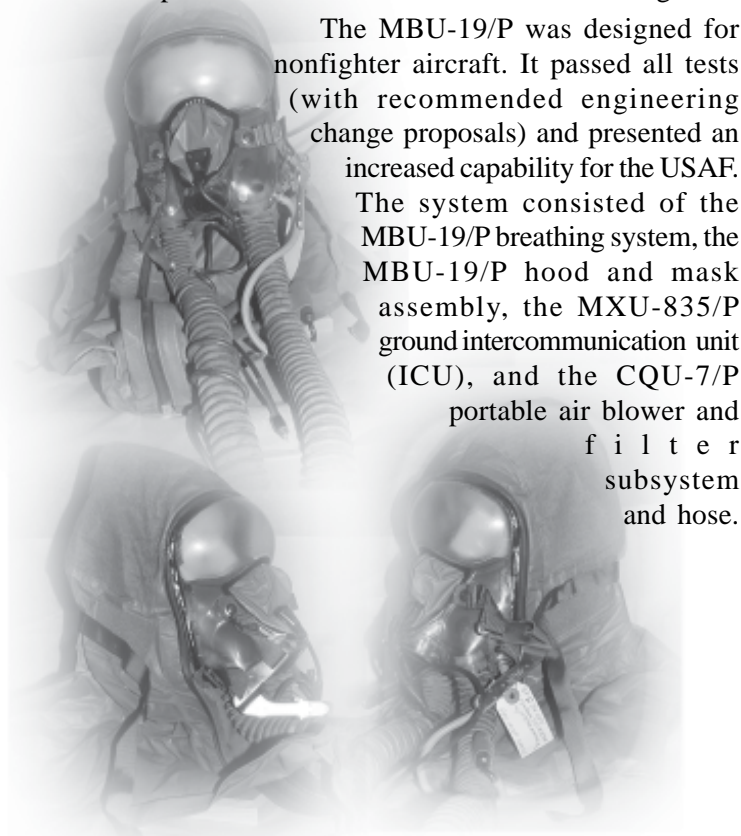 The MBU-19/P was designed for
nonfighter aircraft. It passed all tests
(with recommended engineering
change proposals) and presented an
increased capability for the USAF.
The system consisted of the
MBU-19/P breathing system, the
MBU-19/P hood and mask
assembly, the MXU-835/P
ground intercommunication unit
(ICU), and the CQU-7/P
portable air blower and
f i l t e r
subsystem
and hose.